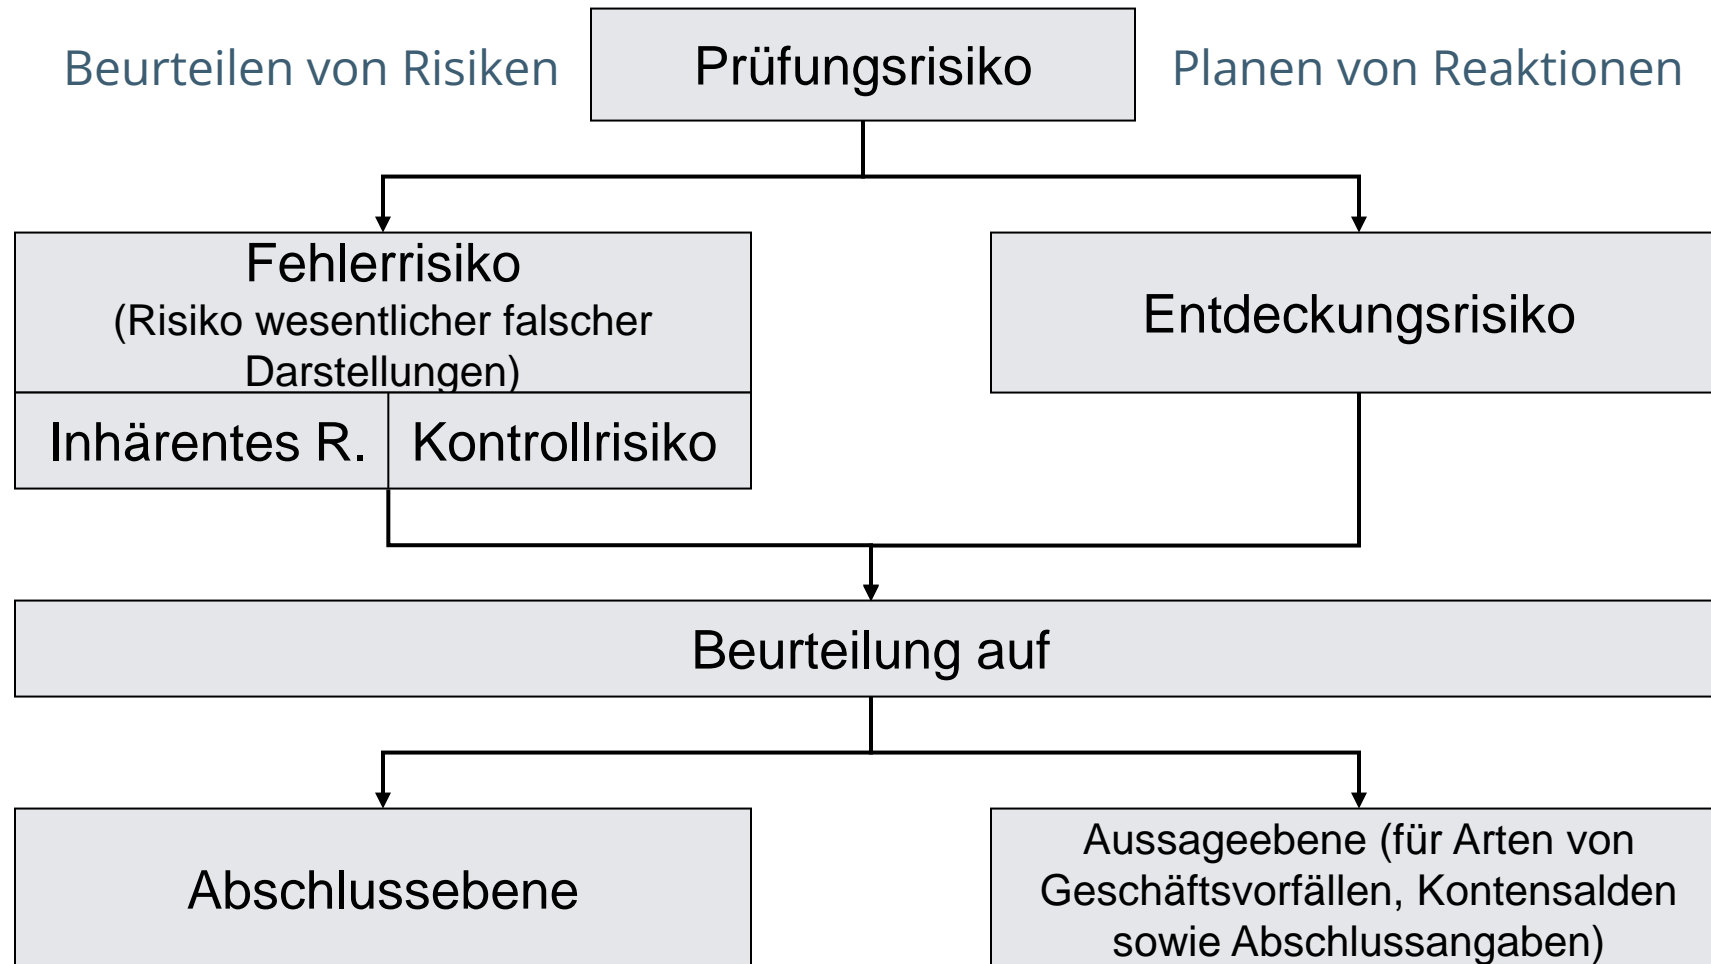 Beurteilen von Risiken
Prüfungsrisiko
Planen von Reaktionen
Fehlerrisiko
(Risiko wesentlicher falscher
Darstellungen)
Inhärentes R.
Kontrollrisiko
Entdeckungsrisiko
Beurteilung auf
Abschlussebene
Aussageebene (für Arten von
Geschäftsvorfällen, Kontensalden
sowie Abschlussangaben)